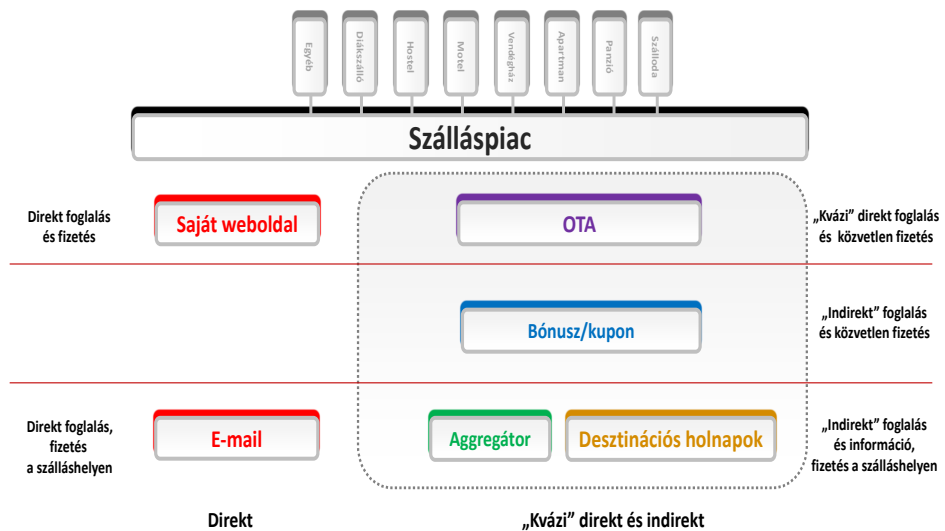 Egyéb
Diákszálló
Hostel
Motel
Vendégház
Apartman
Panzió
Szálloda
Szálláspiac
Direkt foglalás
és fizetés
Saját weboldal
OTA
„Kvázi” direkt foglalás
és közvetlen fizetés
Bónusz/kupon
„Indirekt” foglalás
és közvetlen fizetés
Direkt foglalás,
fizetés
a szálláshelyen
E-mail
Aggregátor
Desztinációs holnapok
„Indirekt” foglalás
és információ,
fizetés a szálláshelyen
Direkt
„Kvázi” direkt és indirekt